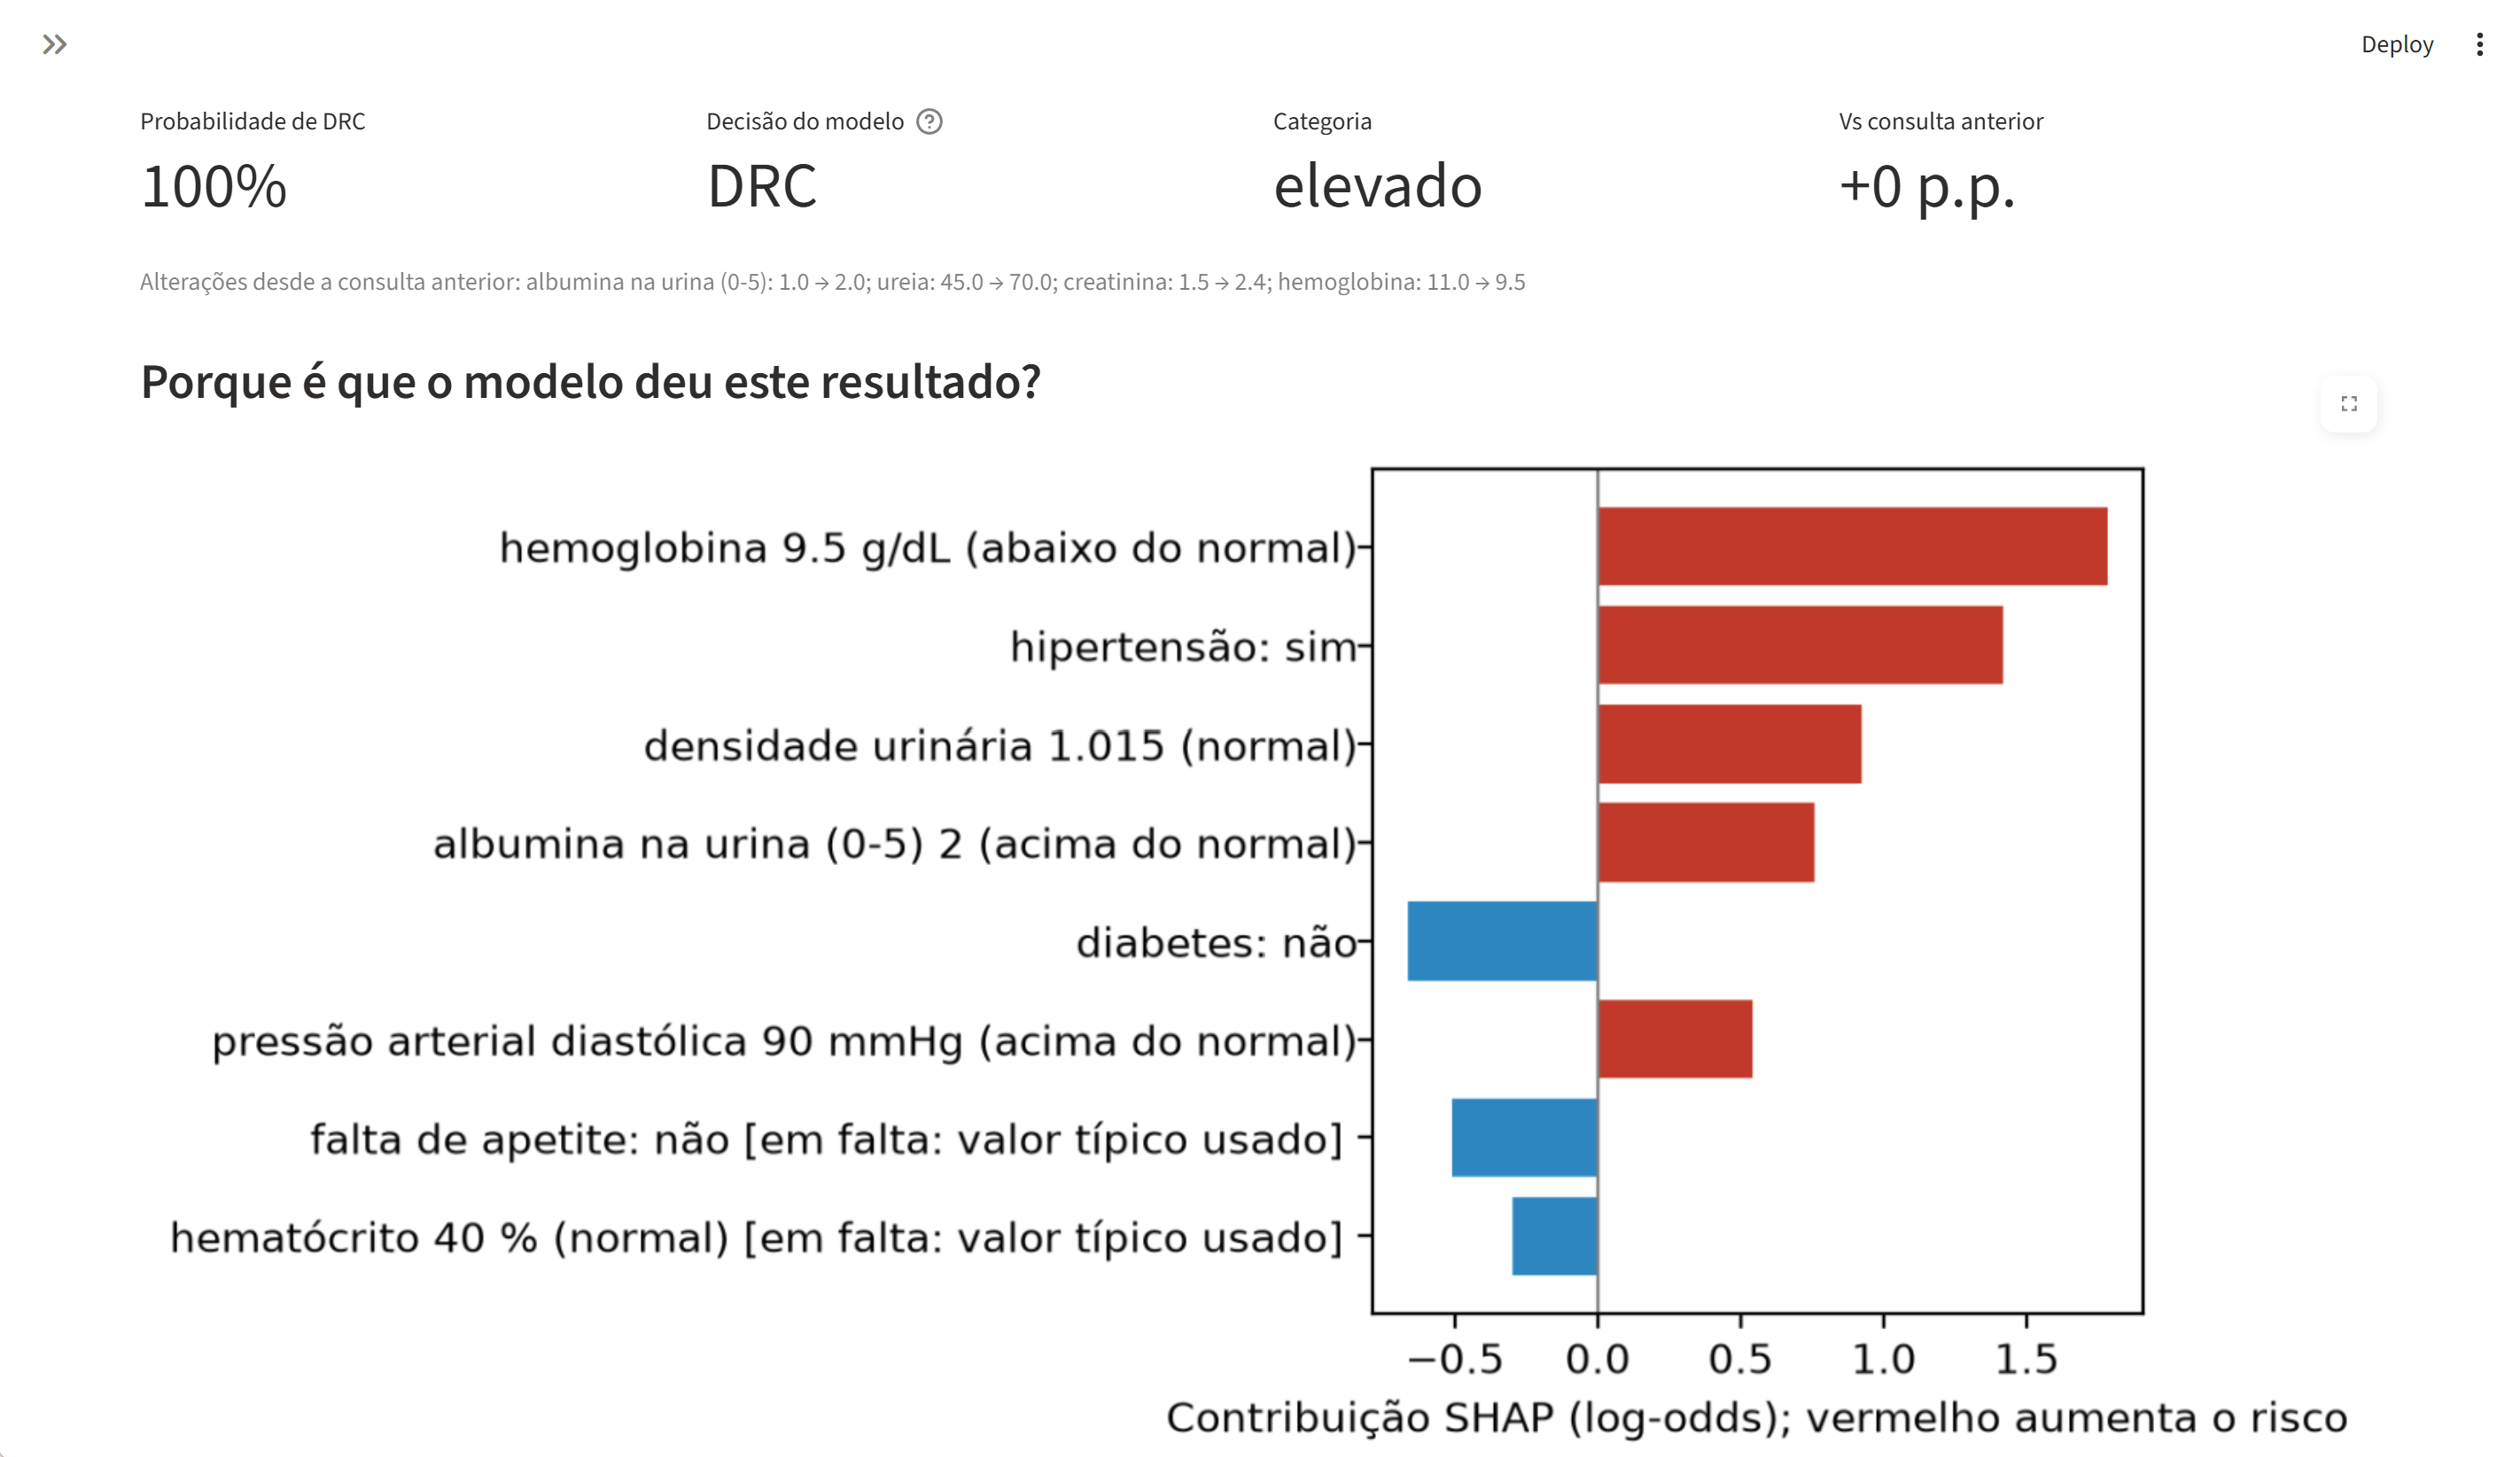 Deploy
Probabilidade de DRC
Decisão do modelo
Categoria
Vs consulta anterior
100%
DRC
elevado
+0 p.p.
Alterações desde a consulta anterior: albumina na urina (0-5): 1.0 → 2.0; ureia: 45.0 → 70.0; creatinina: 1.5 → 2.4; hemoglobina: 11.0 → 9.5
Porque é que o modelo deu este resultado?
hemoglobina 9.5 g/dL (abaixo do normal)
hipertensão: sim
densidade urinária 1.015 (normal)
albumina na urina (0-5) 2 (acima do normal)
diabetes: não
pressão arterial diastólica 90 mmHg (acima do normal)
falta de apetite: não [em falta: valor típico usado]
hematócrito 40 % (normal) [em falta: valor típico usado]
−0.5 0.0 0.5 1.0 1.5
Contribuição SHAP (log-odds); vermelho aumenta o risco